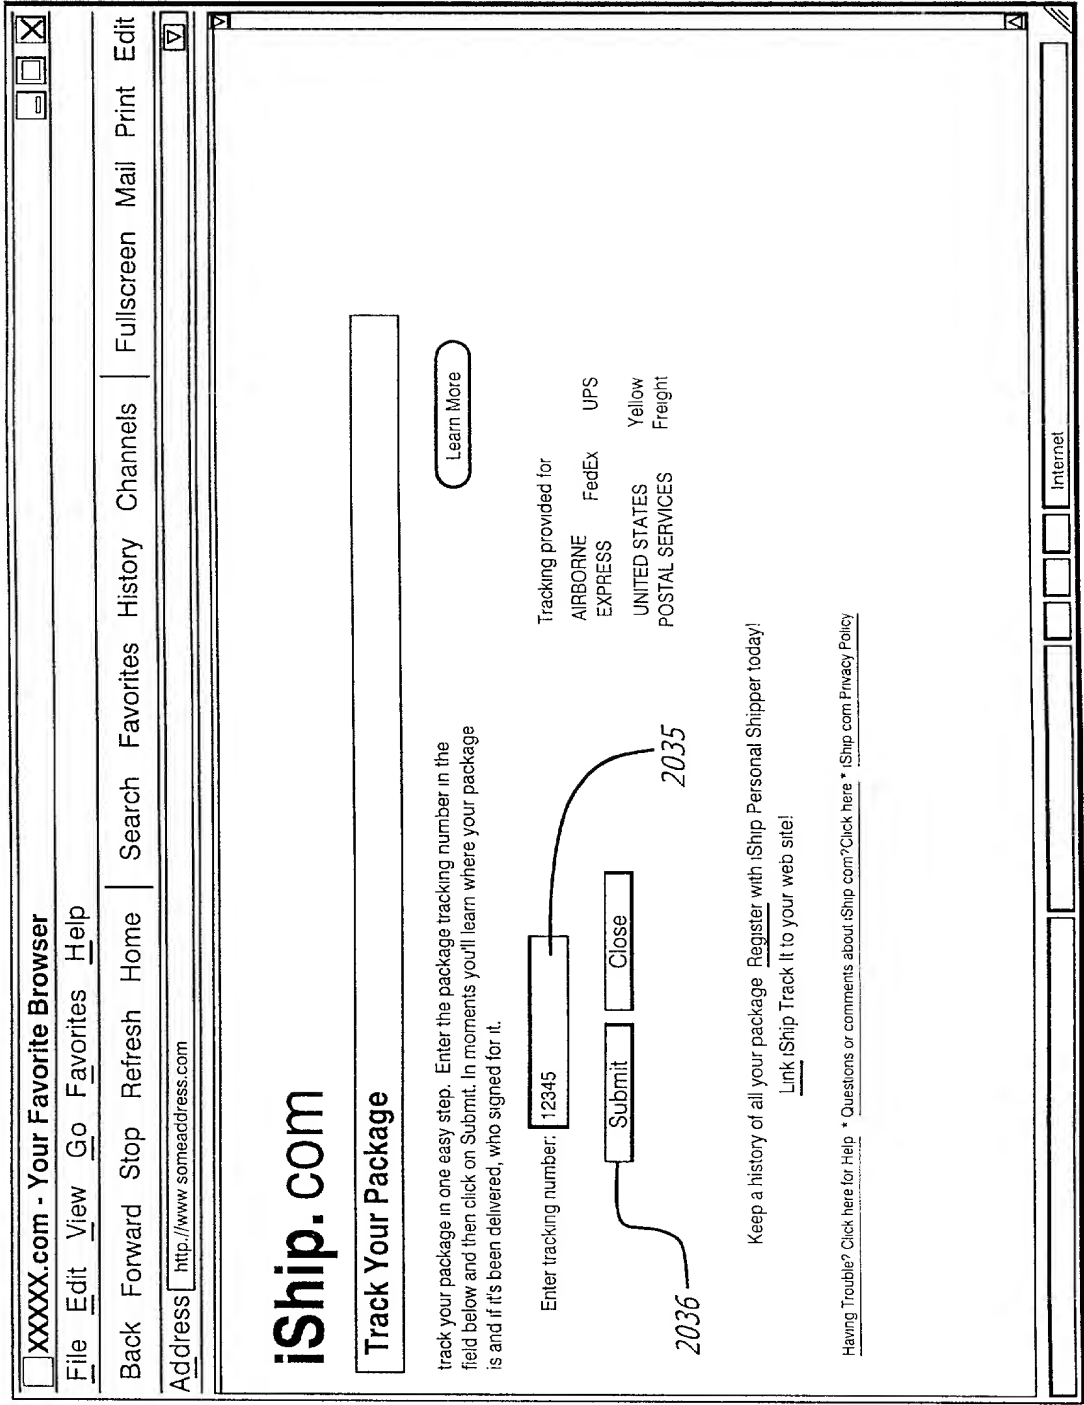 XXXXX.com - Your Favorite Browser
File Edit View Go Favorites Help
Back Forward Stop Refresh Home Search Favorites History Channels Fullscreen Mail Print Edit
Address http://www someaddress.com
iShip.com
Track Your Package
track your package in one easy step. Enter the package tracking number in the
field below and then click on Submit. In moments you'll learn where your package
is and if it's been delivered, who signed for it.
Learn More
Enter tracking number: 12345
Submit Close
2035
2036
Tracking provided for
AIRBORNE
EXPRESS
FedEx
UPS
UNITED STATES
POSTAL SERVICES
Yellow
Freight
Keep a history of all your package Register with iShip Personal Shipper today!
Link iShip Track It to your web site!
Having Trouble? Click here for Help * Questions or comments about iShip com?Click here * iShip com Privacy Policy
Internet